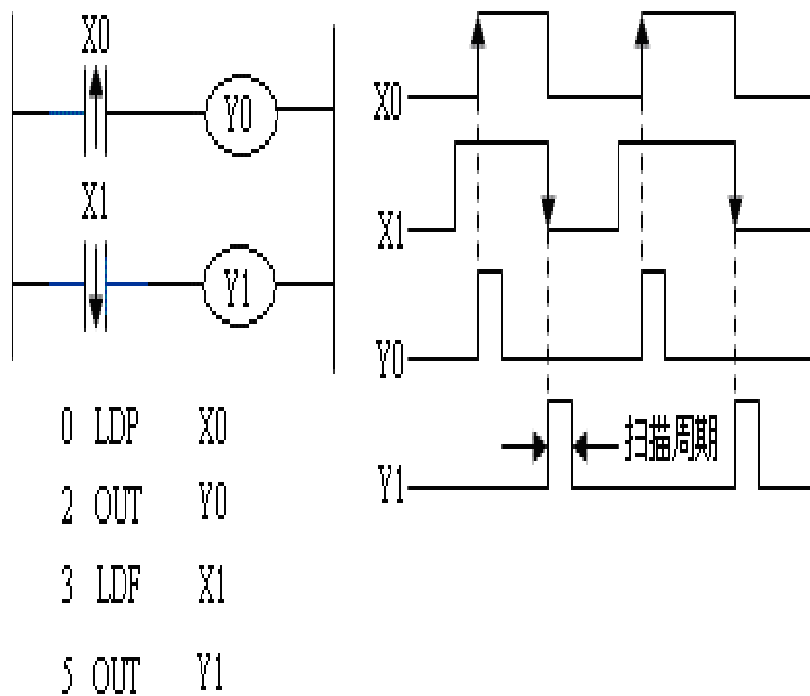 X0
Y0
X1
Y1
0 LDP X0
2 OUT Y0
3 LDF X1
5 OUT Y1
X0
X1
Y0
扫描周期
Y1